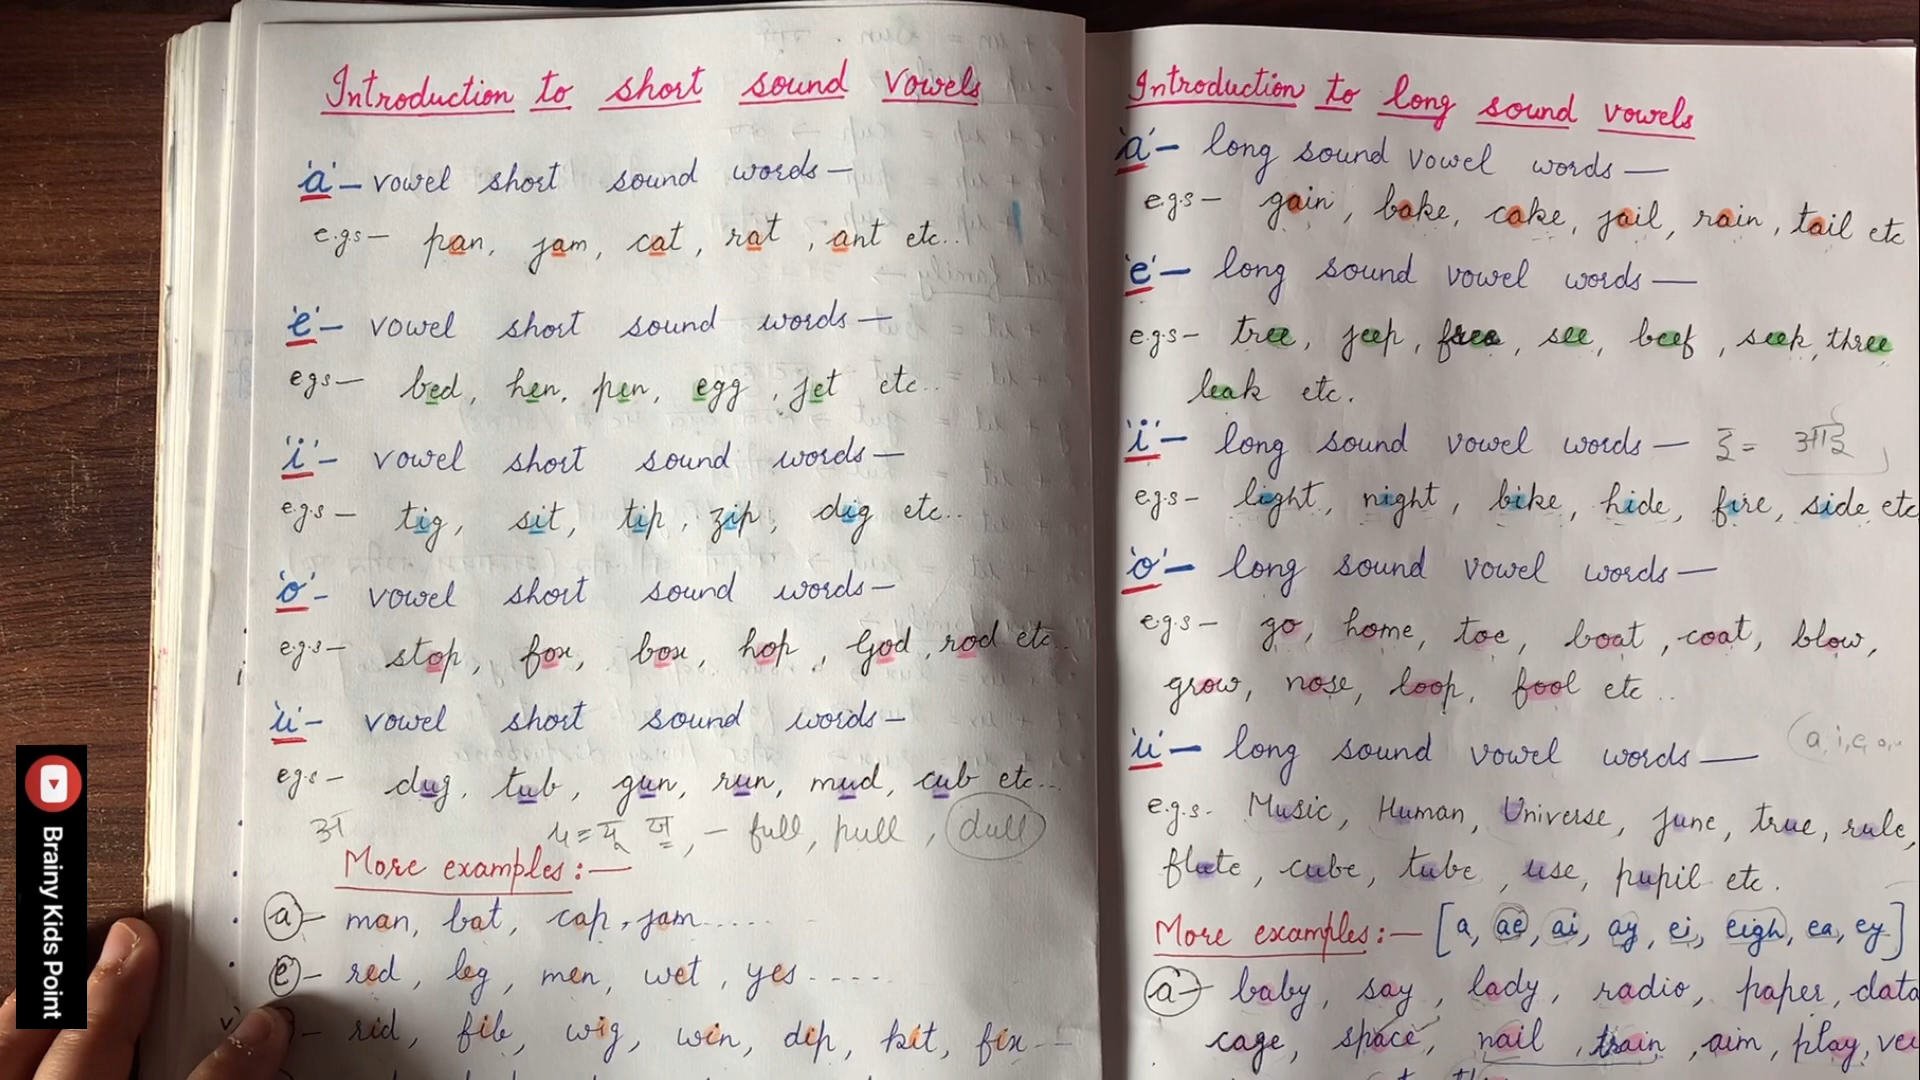 Introduction to short sound vowels
'a' - vowel short sound words -
e.g.s - pan, jam, cat, rat, ant etc..
'e' - vowel short sound words -
egs - bed, hen, pen, egg, jet etc..
'i' - vowel short sound words -
e.g.s - tig, sit, tip, zip, dig etc..
'o' - vowel short sound words -
e.g.s - stop, fox, box, hop, God, rod etc..
'u' - vowel short sound words -
e.g.s - dug, tub, gun, run, mud, cub etc...
अ - full, pull, dull
More examples:-
a - man, bat, cap, jam.....
e - red, leg, men, wet, yes ----
- rid, fib, wig, win, dip, kit, fix --
Introduction to long sound vowels
'a' - long sound vowel words -
e.g.s - gain, bake, cake, jail, rain, tail etc
'e' - long sound vowel words -
e.g.s - tree, jeep, free, see, beef, seek, three
leak etc.
'i' - long sound vowel words - ई = आई
e.g.s - light, night, bike, hide, fire, side etc
'o' - long sound vowel words -
e.g.s - go, home, toe, boat, coat, blow,
grow, nose, loop, fool etc..
'u' - long sound vowel words -
e.g.s. Music, Human, Universe, june, true, rule,
flute, cube, tube, use, pupil etc.
More examples:- [a, ae, ai, ay, ei, eigh, ea, ey]
a - baby, say, lady, radio, paper, data
cage, space, nail, train, aim, play,
Brainy Kids Point